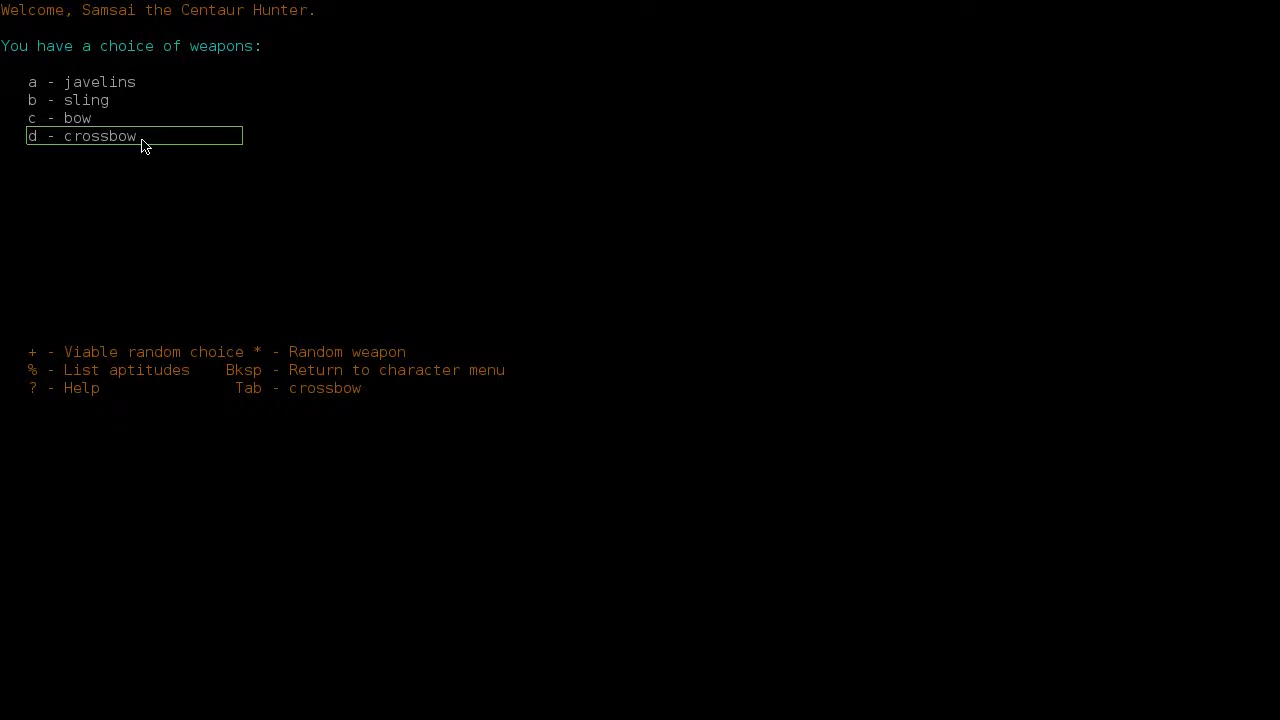 Welcome, Samsai the Centaur Hunter.
You have a choice of weapons:
a - javelins
b - sling
c - bow
d - crossbow
+ - Viable random choice * - Random weapon
% - List aptitudes    Bksp - Return to character menu
? - Help               Tab - crossbow